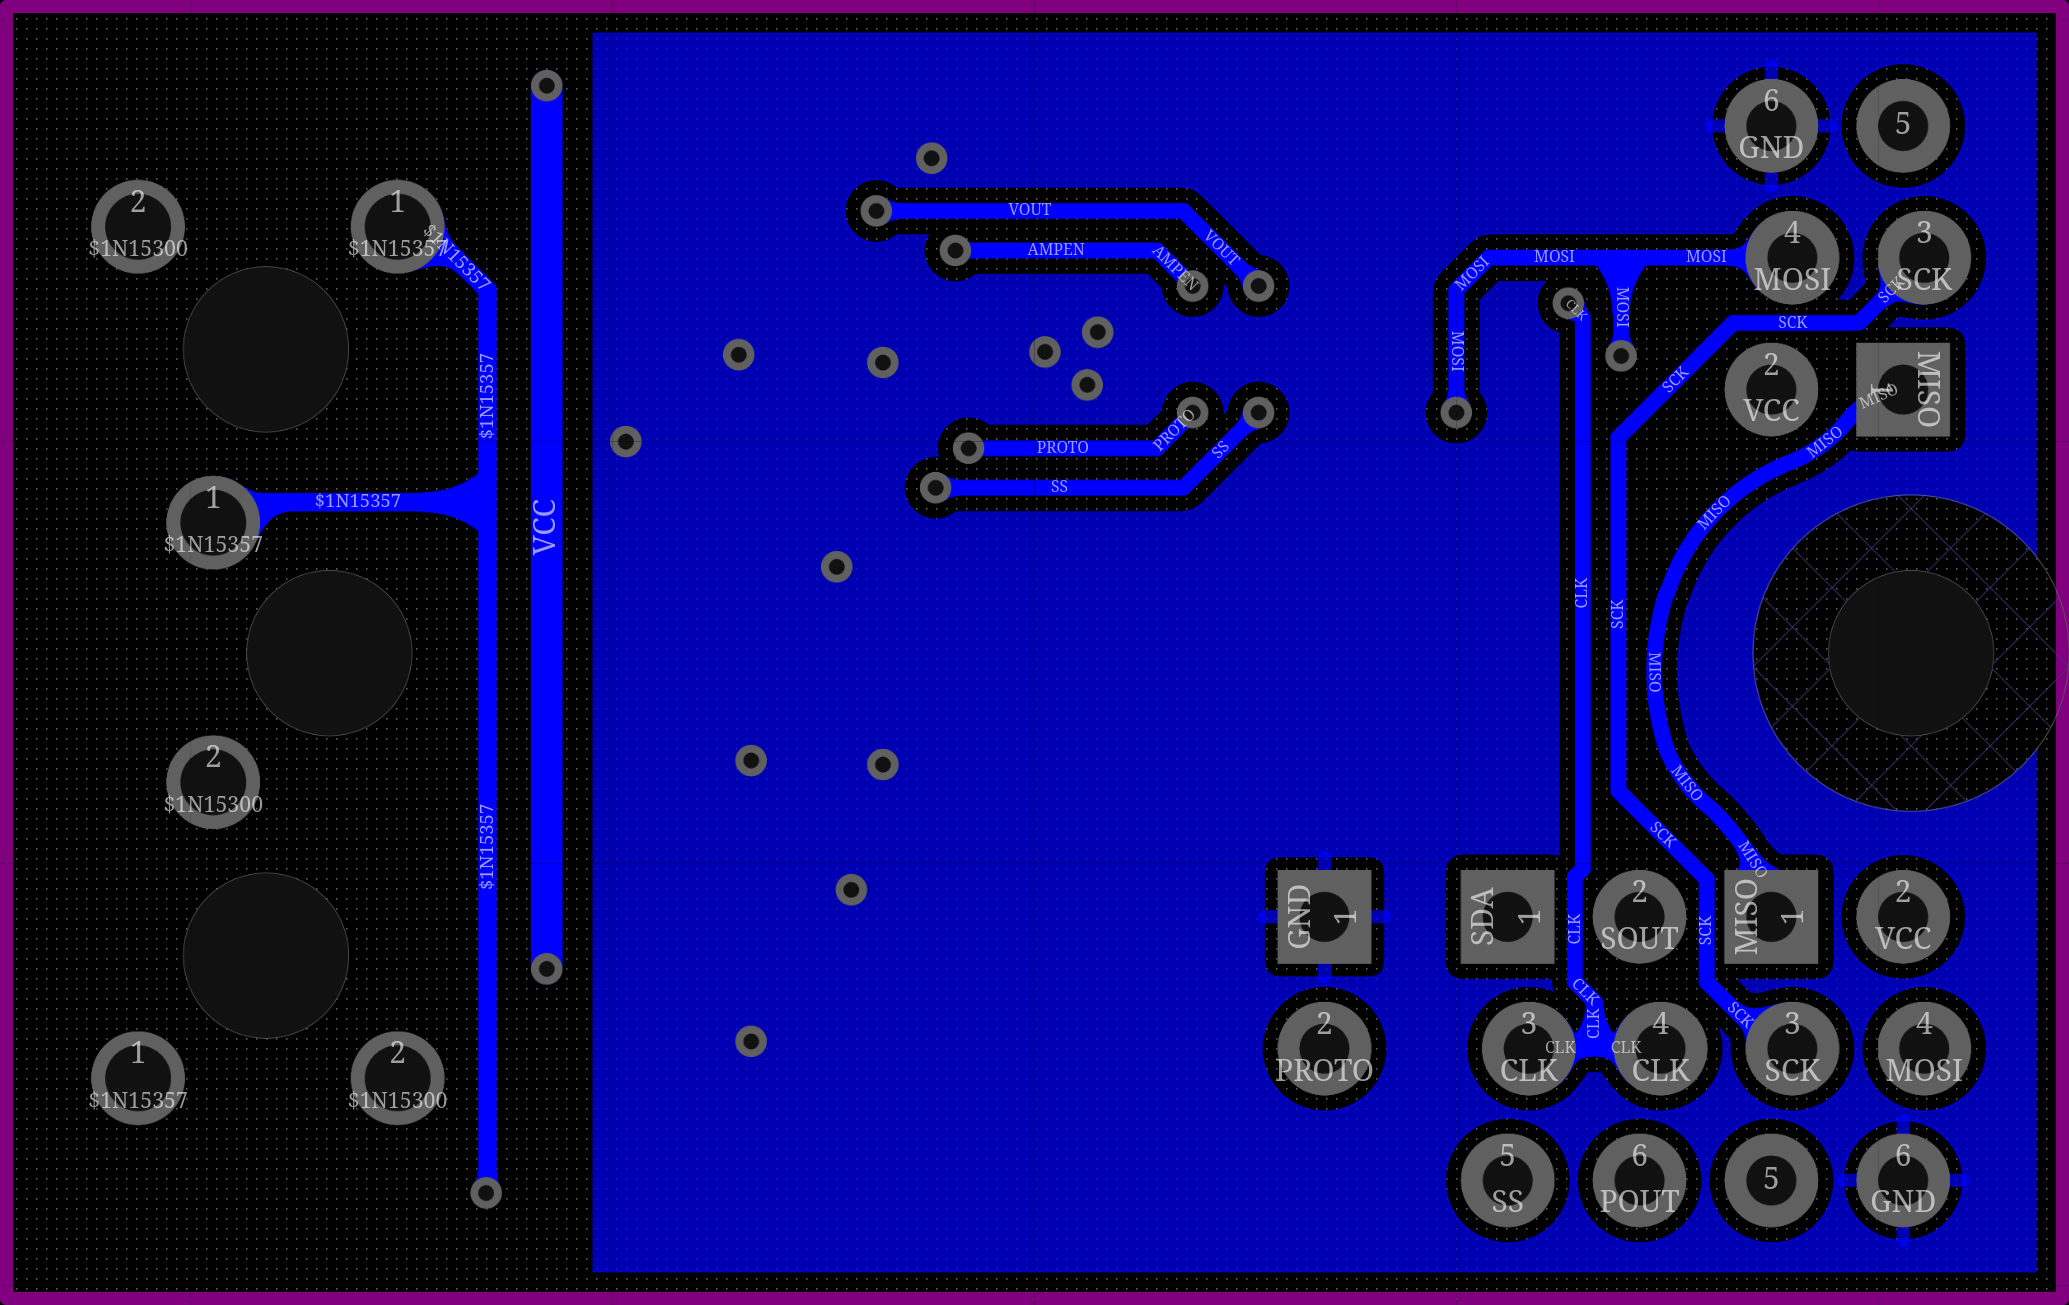 6
GND
5
2
$1N15300
1
$1N15357
$1N15357
VOUT
VOUT
AMPEN
AMPEN
4
MOSI
3
SCK
SCK
MOSI
MOSI
MOSI
MOSI
MOSI
CLK
SCK
SCK
2
VCC
1
MISO
MISO
MISO
$1N15357
PROTO
PROTO
SS
SS
1
$1N15357
$1N15357
VCC
MISO
CLK
SCK
MISO
2
$1N15300
MISO
SCK
MISO
$1N15357
GND
1
SDA
1
CLK
2
SOUT
SCK
MISO
1
2
VCC
CLK
CLK
SCK
2
PROTO
3
CLK
CLK
CLK
4
CLK
3
SCK
4
MOSI
1
$1N15357
2
$1N15300
5
SS
6
POUT
5
6
GND